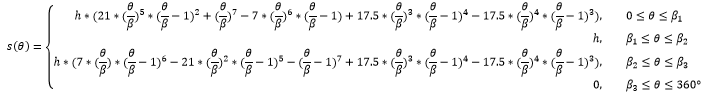 h * (21 * (θ/β)^5 * (θ/β − 1)^2 + (θ/β)^7 − 7 * (θ/β)^6 * (θ/β − 1) + 17.5 * (θ/β)^3 * (θ/β − 1)^4 − 17.5 * (θ/β)^4 * (θ/β − 1)^3), 0 ≤ θ ≤ β₁
s(θ) = { h, β₁ ≤ θ ≤ β₂
h * (7 * (θ/β) * (θ/β − 1)^6 − 21 * (θ/β)^2 * (θ/β − 1)^5 − (θ/β − 1)^7 + 17.5 * (θ/β)^3 * (θ/β − 1)^4 − 17.5 * (θ/β)^4 * (θ/β − 1)^3), β₂ ≤ θ ≤ β₃
0, β₃ ≤ θ ≤ 360°